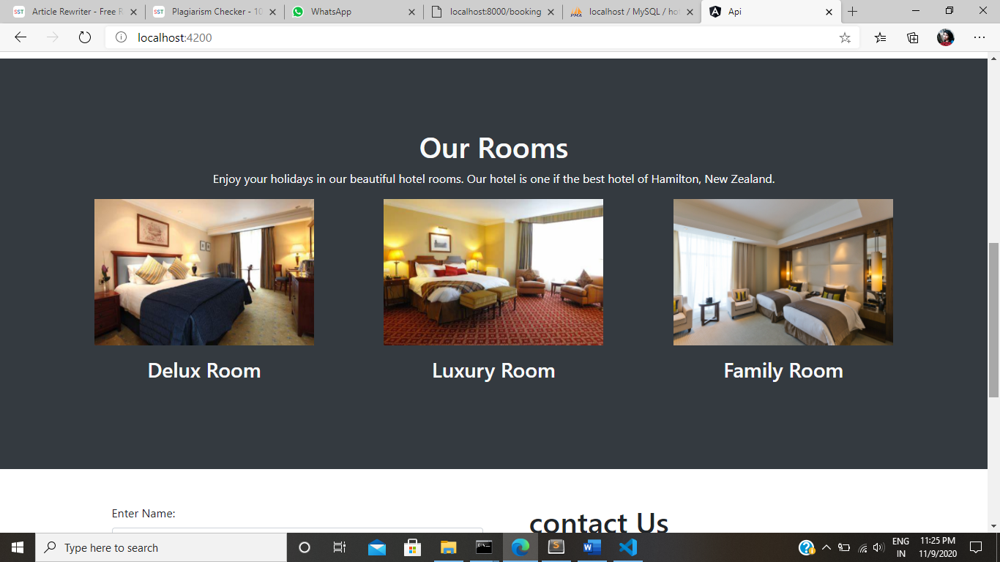 SST Article Rewriter - Free R
SST Plagiarism Checker - 10
WhatsApp
localhost:8000/booking
PMA localhost / MySQL / ho
Api
localhost:4200
Our Rooms
Enjoy your holidays in our beautiful hotel rooms. Our hotel is one if the best hotel of Hamilton, New Zealand.
Delux Room
Luxury Room
Family Room
Enter Name:
contact Us
Type here to search
ENG
IN
11:25 PM
11/9/2020